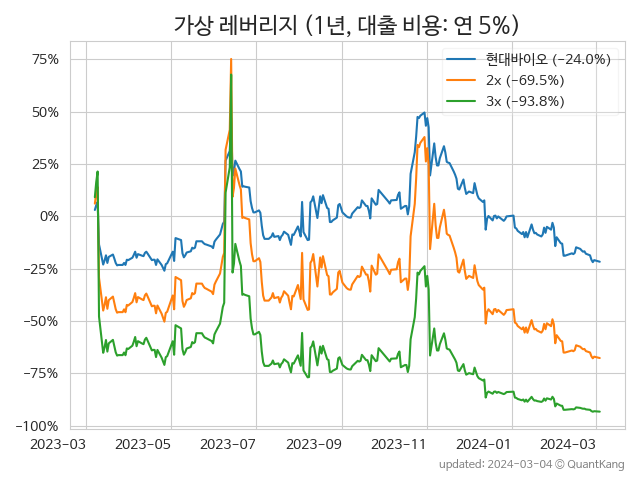 가상 레버리지 (1년, 대출 비용: 연 5%)
현대바이오 (−24.0%)
2x (−69.5%)
3x (−93.8%)
75%
50%
25%
0%
−25%
−50%
−75%
−100%
2023-03 2023-05 2023-07 2023-09 2023-11 2024-01 2024-03
updated: 2024-03-04 © QuantKang